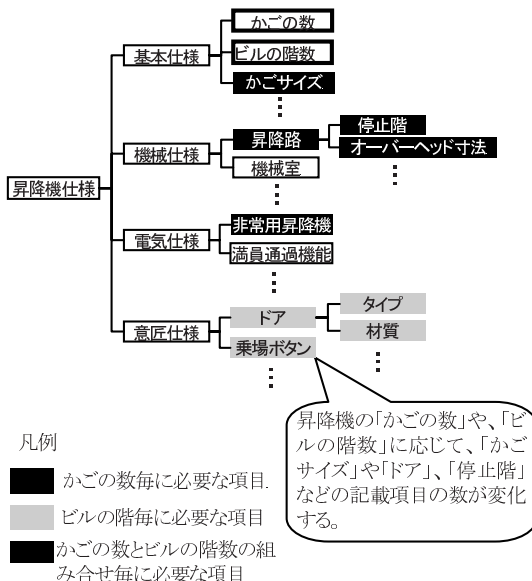 かごの数
ビルの階数
基本仕様
かごサイズ
停止階
昇降路
機械仕様
オーバーヘッド寸法
機械室
昇降機仕様
非常用昇降機
電気仕様
満員通過機能
タイプ
ドア
意匠仕様
材質
乗場ボタン
昇降機の「かごの数」や、「ビ
ルの階数」に応じて、「かご
サイズ」や「ドア」、「停止階」
などの記載項目の数が変化
する。
凡例
かごの数毎に必要な項目.
ビルの階毎に必要な項目
かごの数とビルの階数の組
み合せ毎に必要な項目